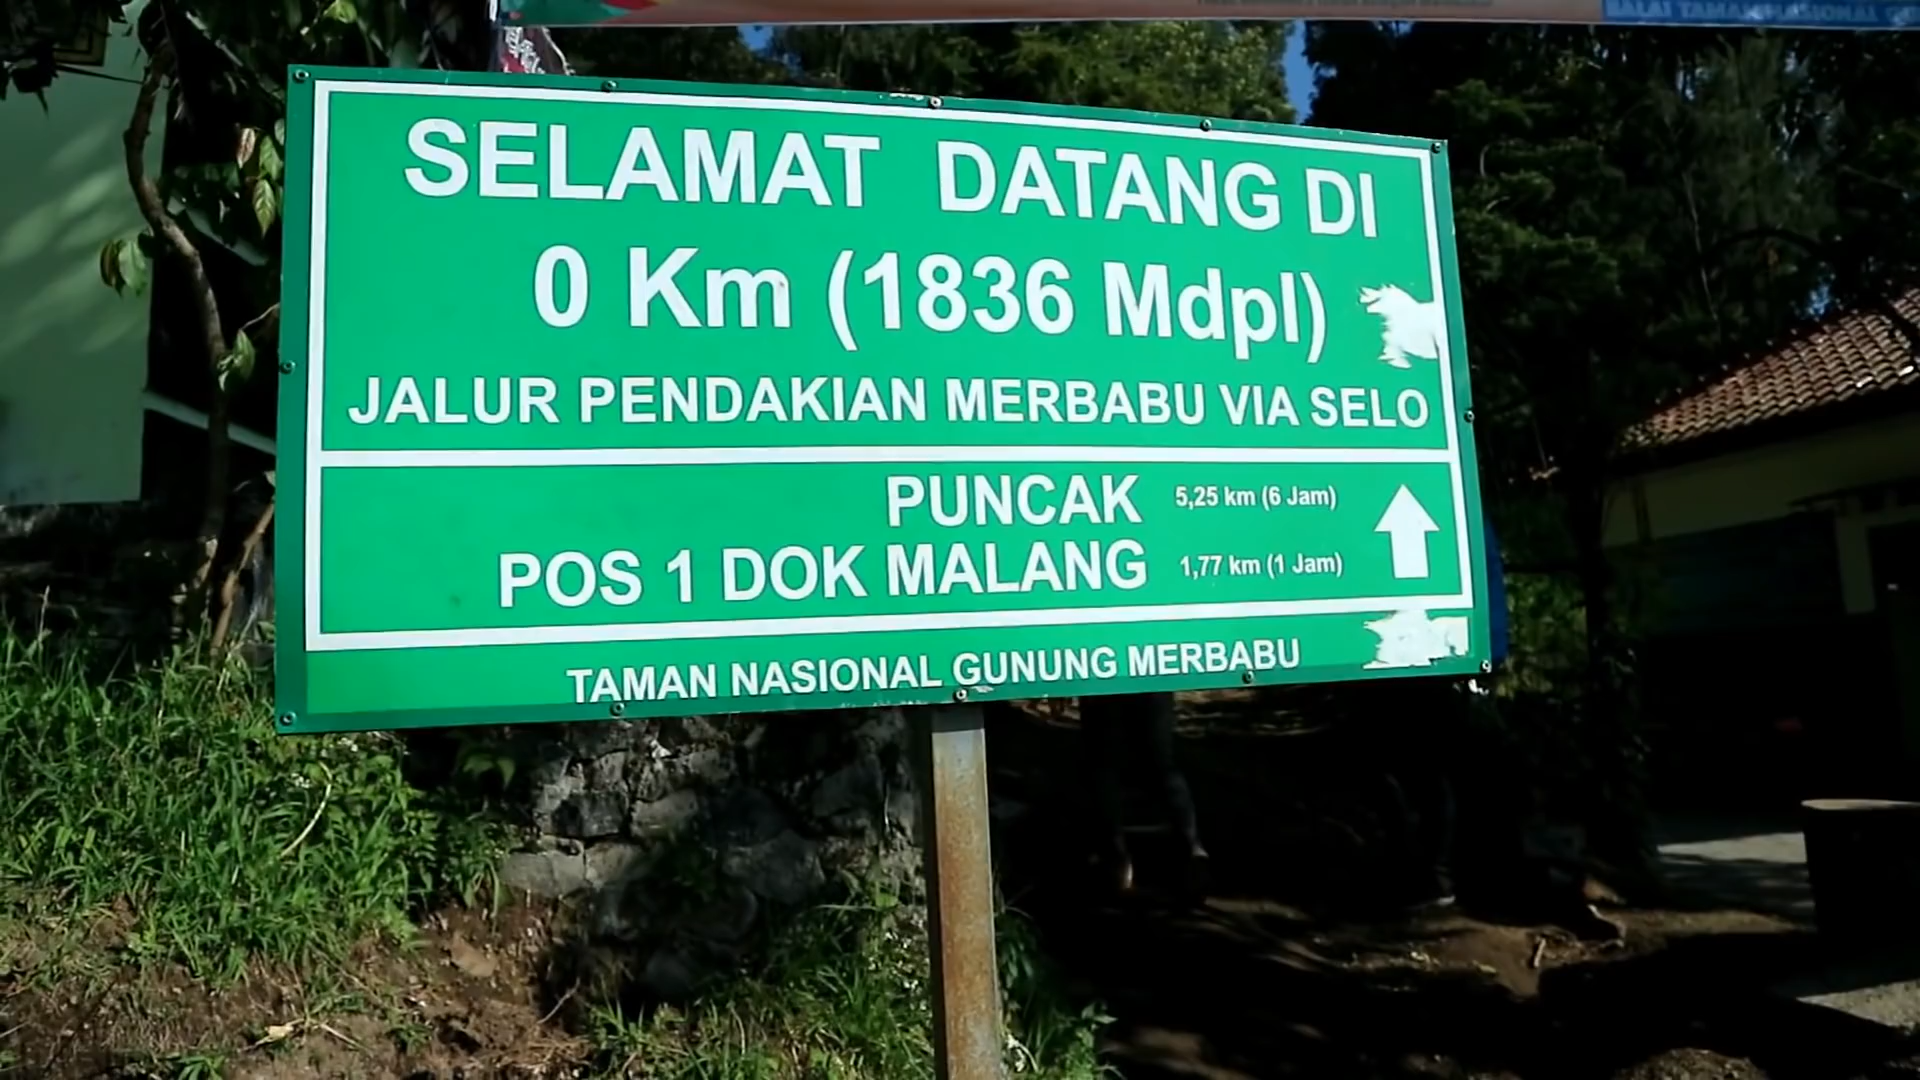 BALAI TAMAN NASIONAL
SELAMAT DATANG DI
0 Km (1836 Mdpl)
JALUR PENDAKIAN MERBABU VIA SELO
PUNCAK 5,25 km (6 Jam)
POS 1 DOK MALANG 1,77 km (1 Jam)
TAMAN NASIONAL GUNUNG MERBABU